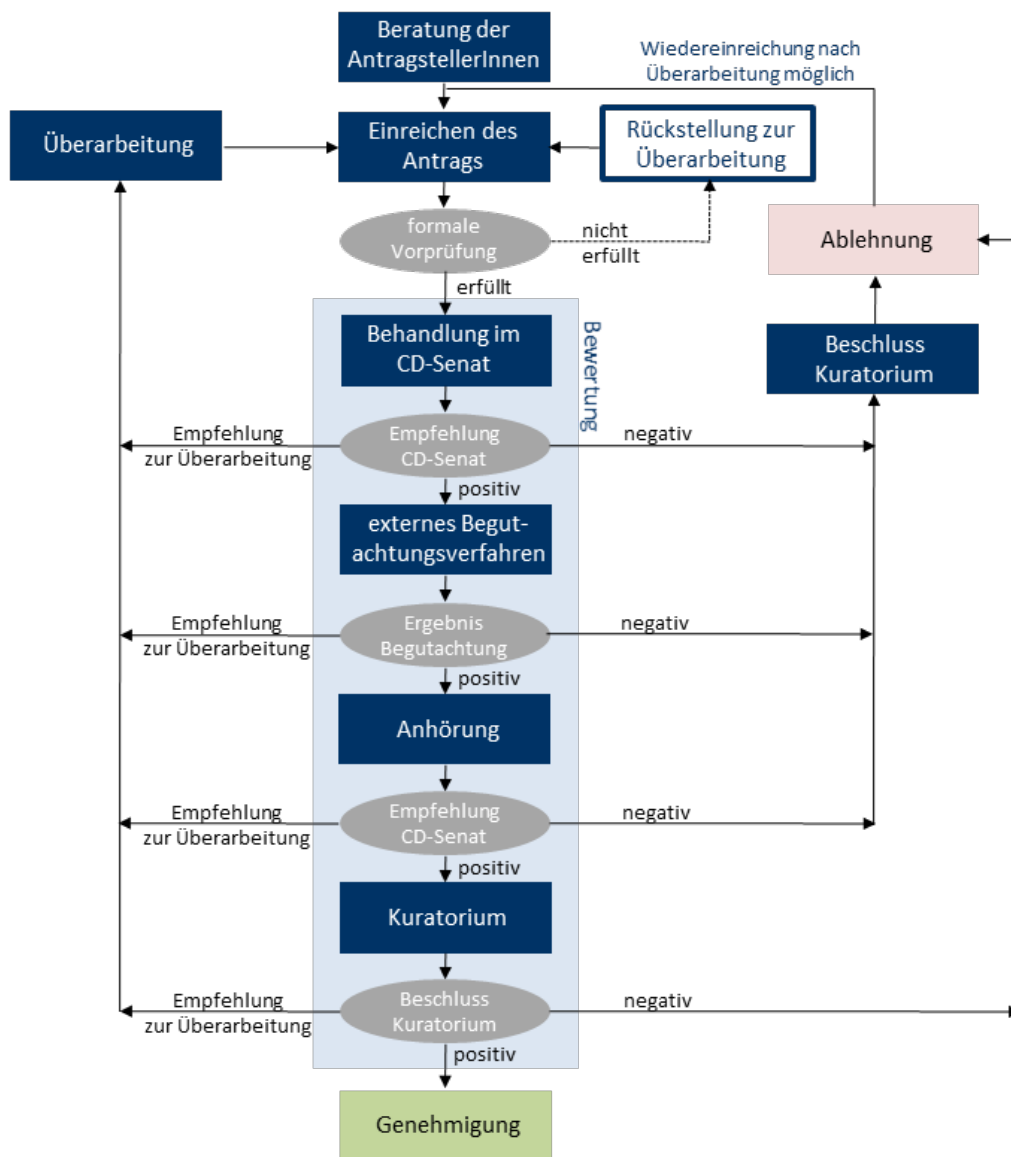 Beratung der
AntragstellerInnen
Wiedereinreichung nach
Überarbeitung möglich
Überarbeitung
Einreichen des
Antrags
Rückstellung zur
Überarbeitung
formale
Vorprüfung
nicht
erfüllt
Ablehnung
erfüllt
Bewertung
Behandlung im
CD-Senat
Beschluss
Kuratorium
Empfehlung
zur Überarbeitung
Empfehlung
CD-Senat
negativ
positiv
externes Begut-
achtungsverfahren
Empfehlung
zur Überarbeitung
Ergebnis
Begutachtung
negativ
positiv
Anhörung
Empfehlung
zur Überarbeitung
Empfehlung
CD-Senat
negativ
positiv
Kuratorium
Empfehlung
zur Überarbeitung
Beschluss
Kuratorium
negativ
positiv
Genehmigung